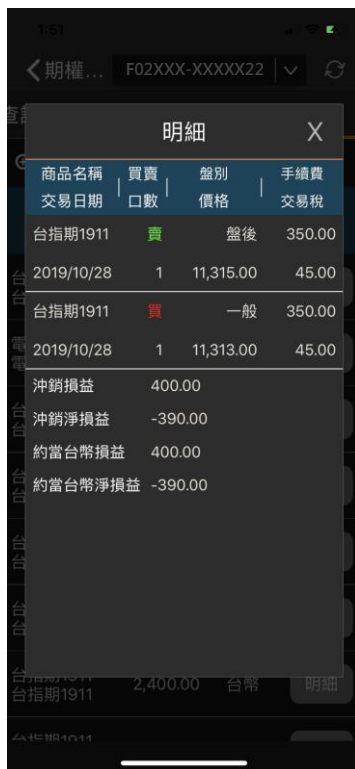 1:51
期權... F02XXX-XXXXX22
明細 X
商品名稱 買賣 盤別 手續費
交易日期 口數 價格 交易稅
台指期1911 賣 盤後 350.00
2019/10/28 1 11,315.00 45.00
台指期1911 買 一般 350.00
2019/10/28 1 11,313.00 45.00
沖銷損益 400.00
沖銷淨損益 -390.00
約當台幣損益 400.00
約當台幣淨損益 -390.00
2,400.00 台幣 明細
台指期1911
台指期1911